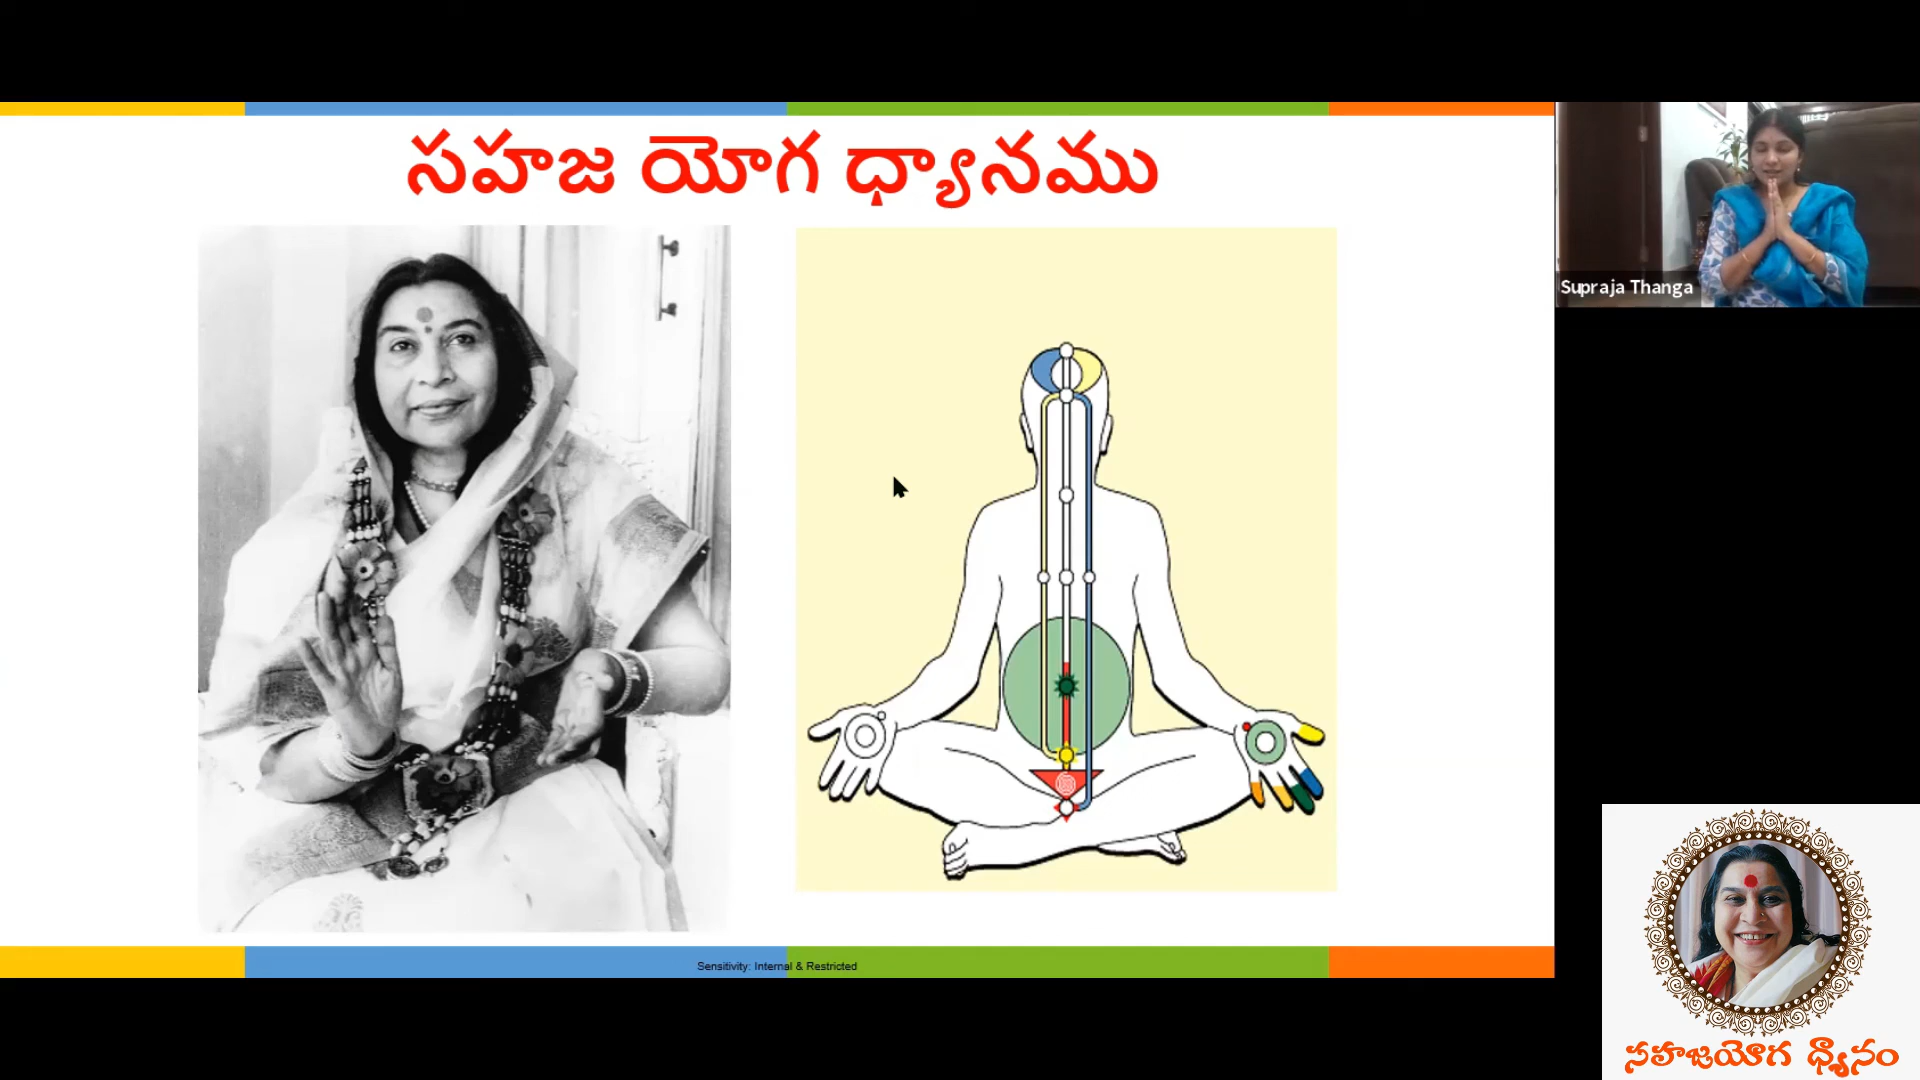 సహజ యోగ ధ్యానము
Supraja Thanga
Sensitivity: Internal & Restricted
సహజయోగ ధ్యానం